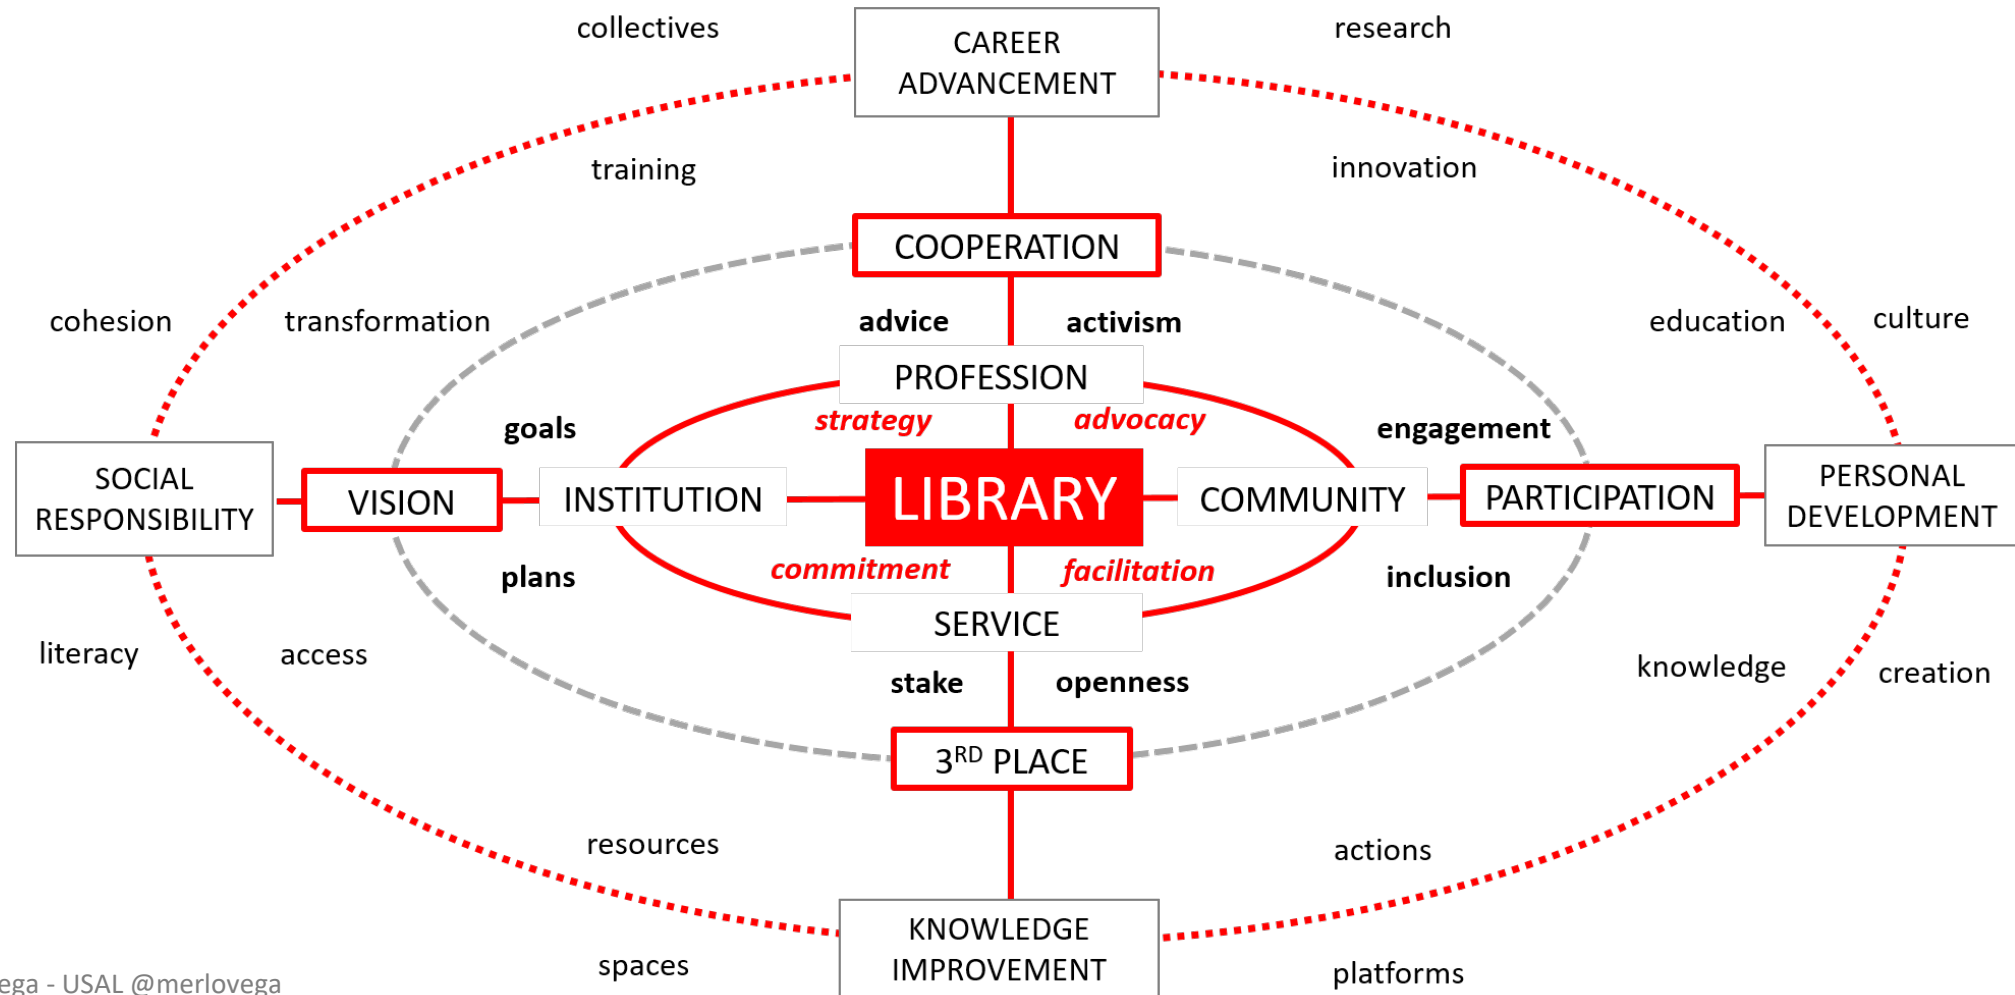 collectives
CAREER
ADVANCEMENT
research
training
innovation
COOPERATION
cohesion
transformation
advice
activism
education
culture
PROFESSION
strategy
advocacy
goals
engagement
SOCIAL
RESPONSIBILITY
VISION
INSTITUTION
LIBRARY
COMMUNITY
PARTICIPATION
PERSONAL
DEVELOPMENT
plans
commitment
facilitation
inclusion
SERVICE
literacy
access
stake
openness
knowledge
creation
3RD PLACE
resources
actions
KNOWLEDGE
IMPROVEMENT
spaces
platforms
ega - USAL @merlovega